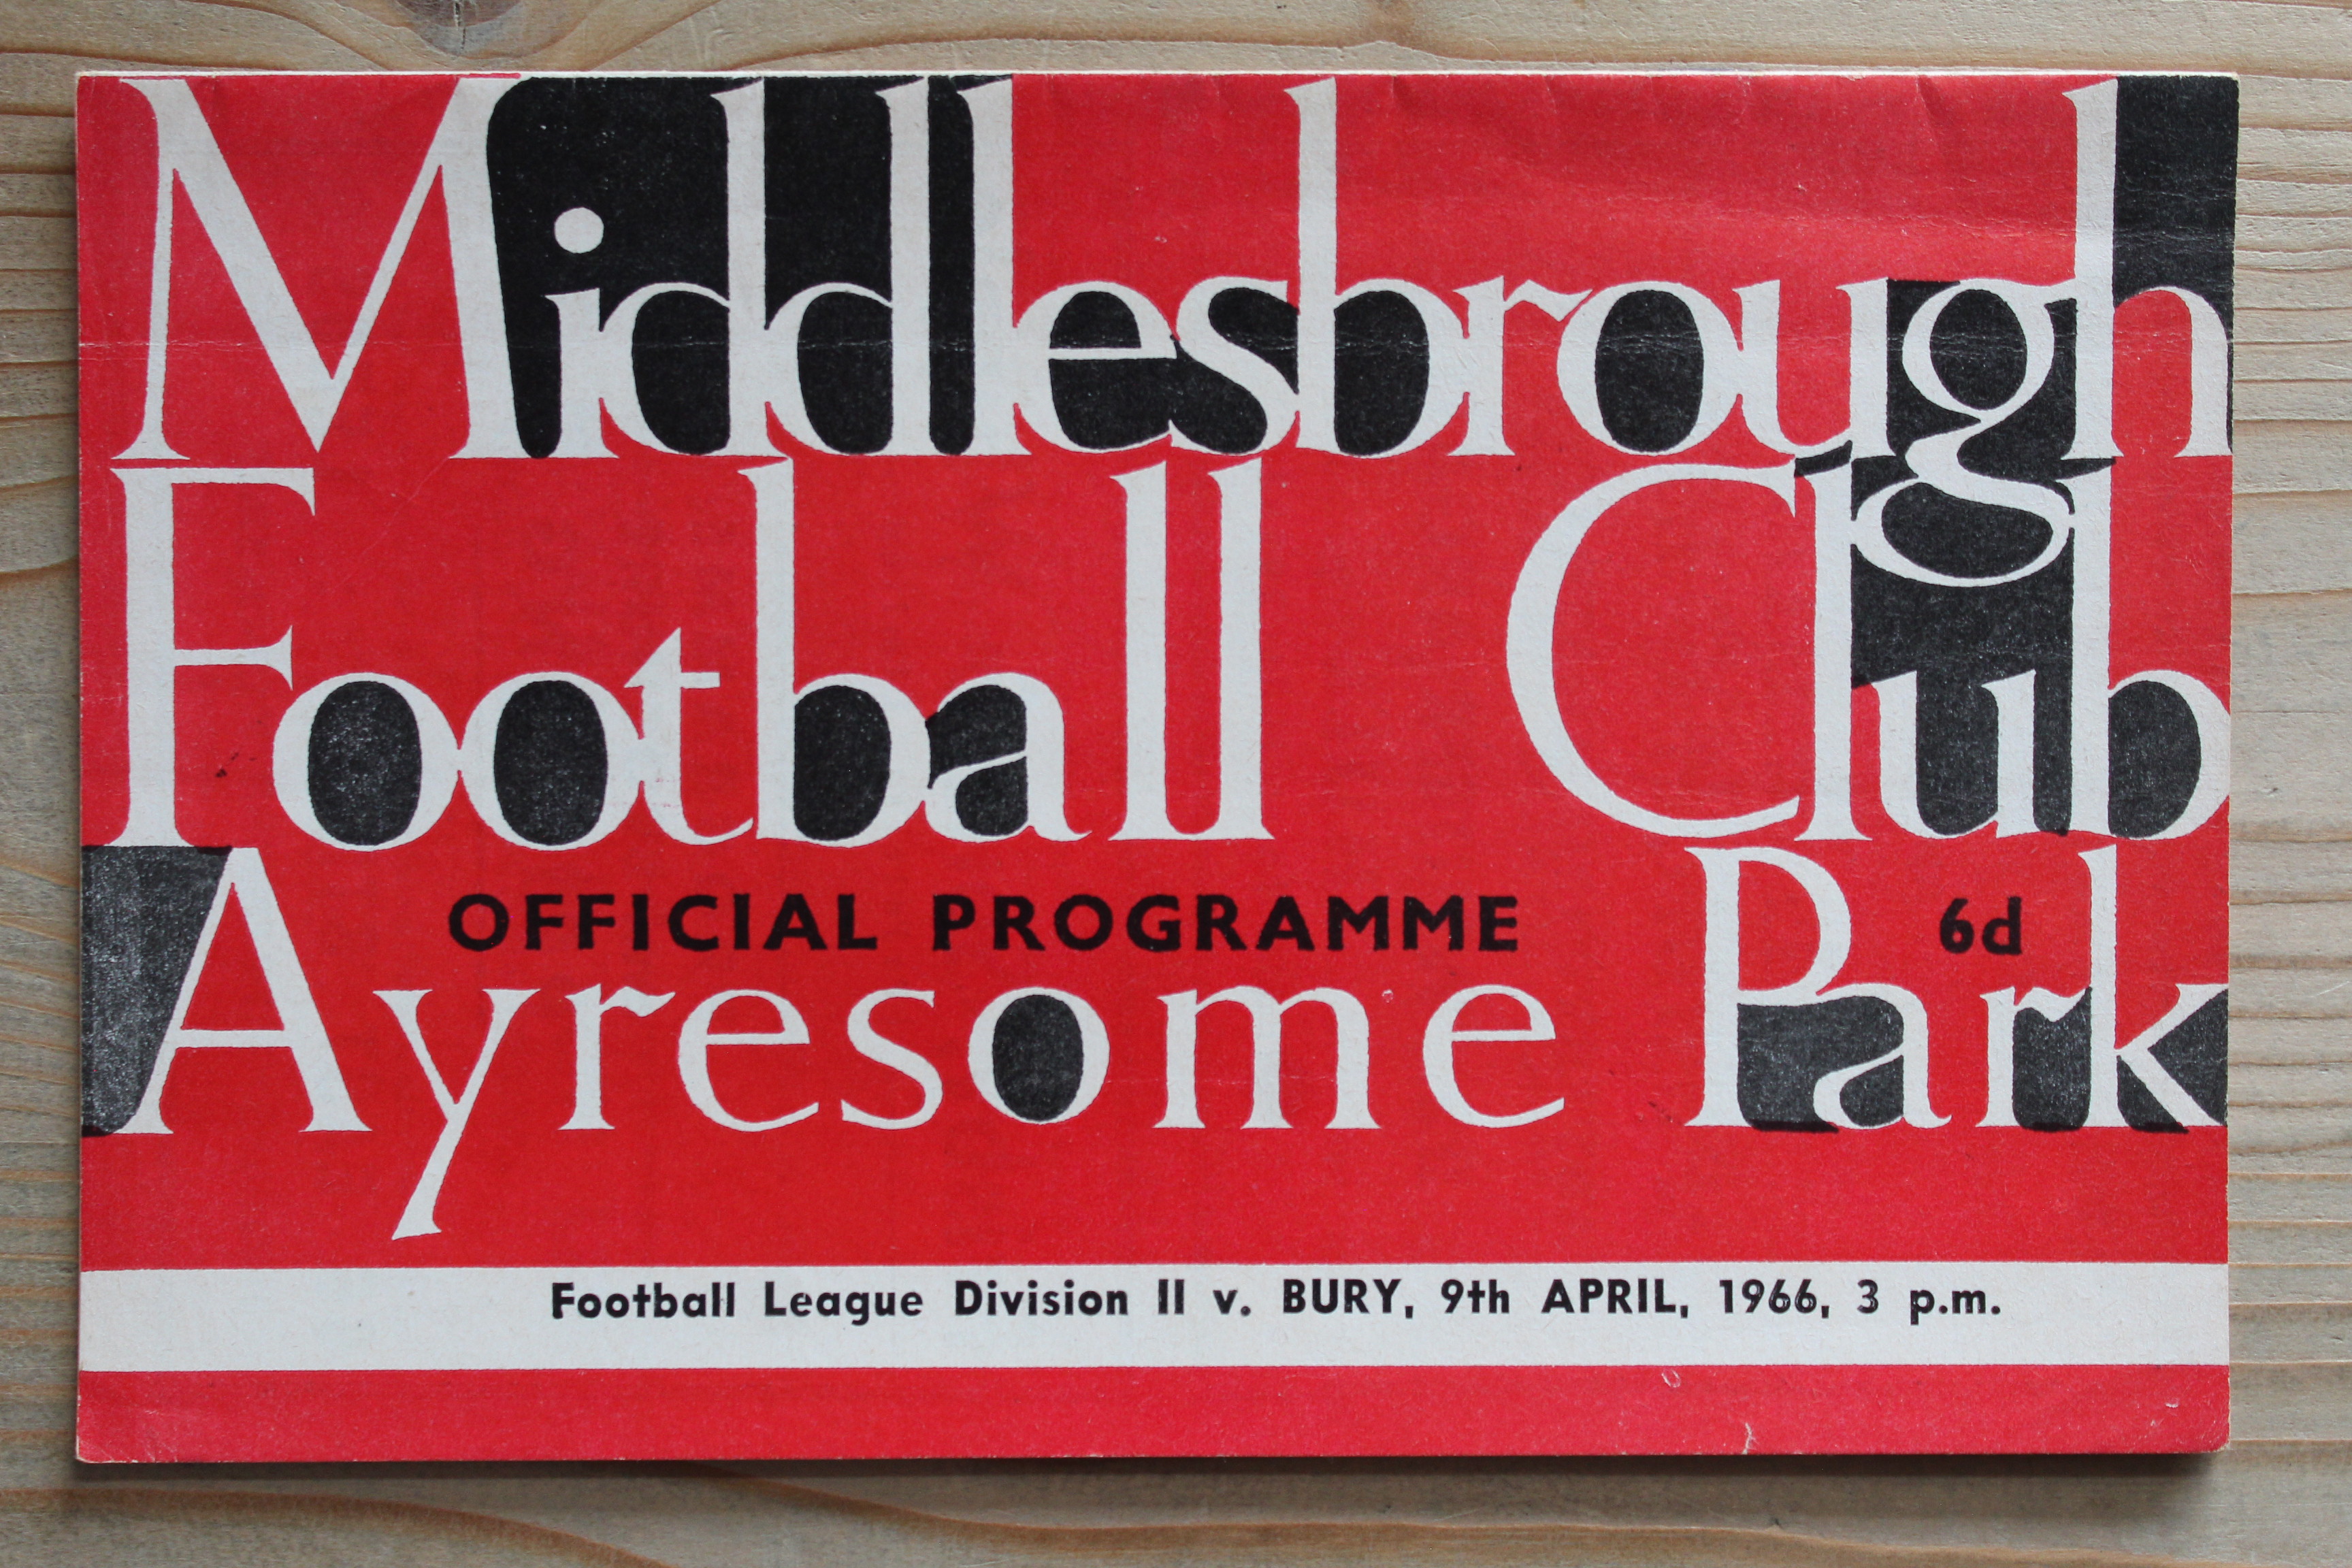 Middlesbrough
Football Club
OFFICIAL PROGRAMME 6d
Ayresome Park
Football League Division II v. BURY, 9th APRIL, 1966, 3 p.m.